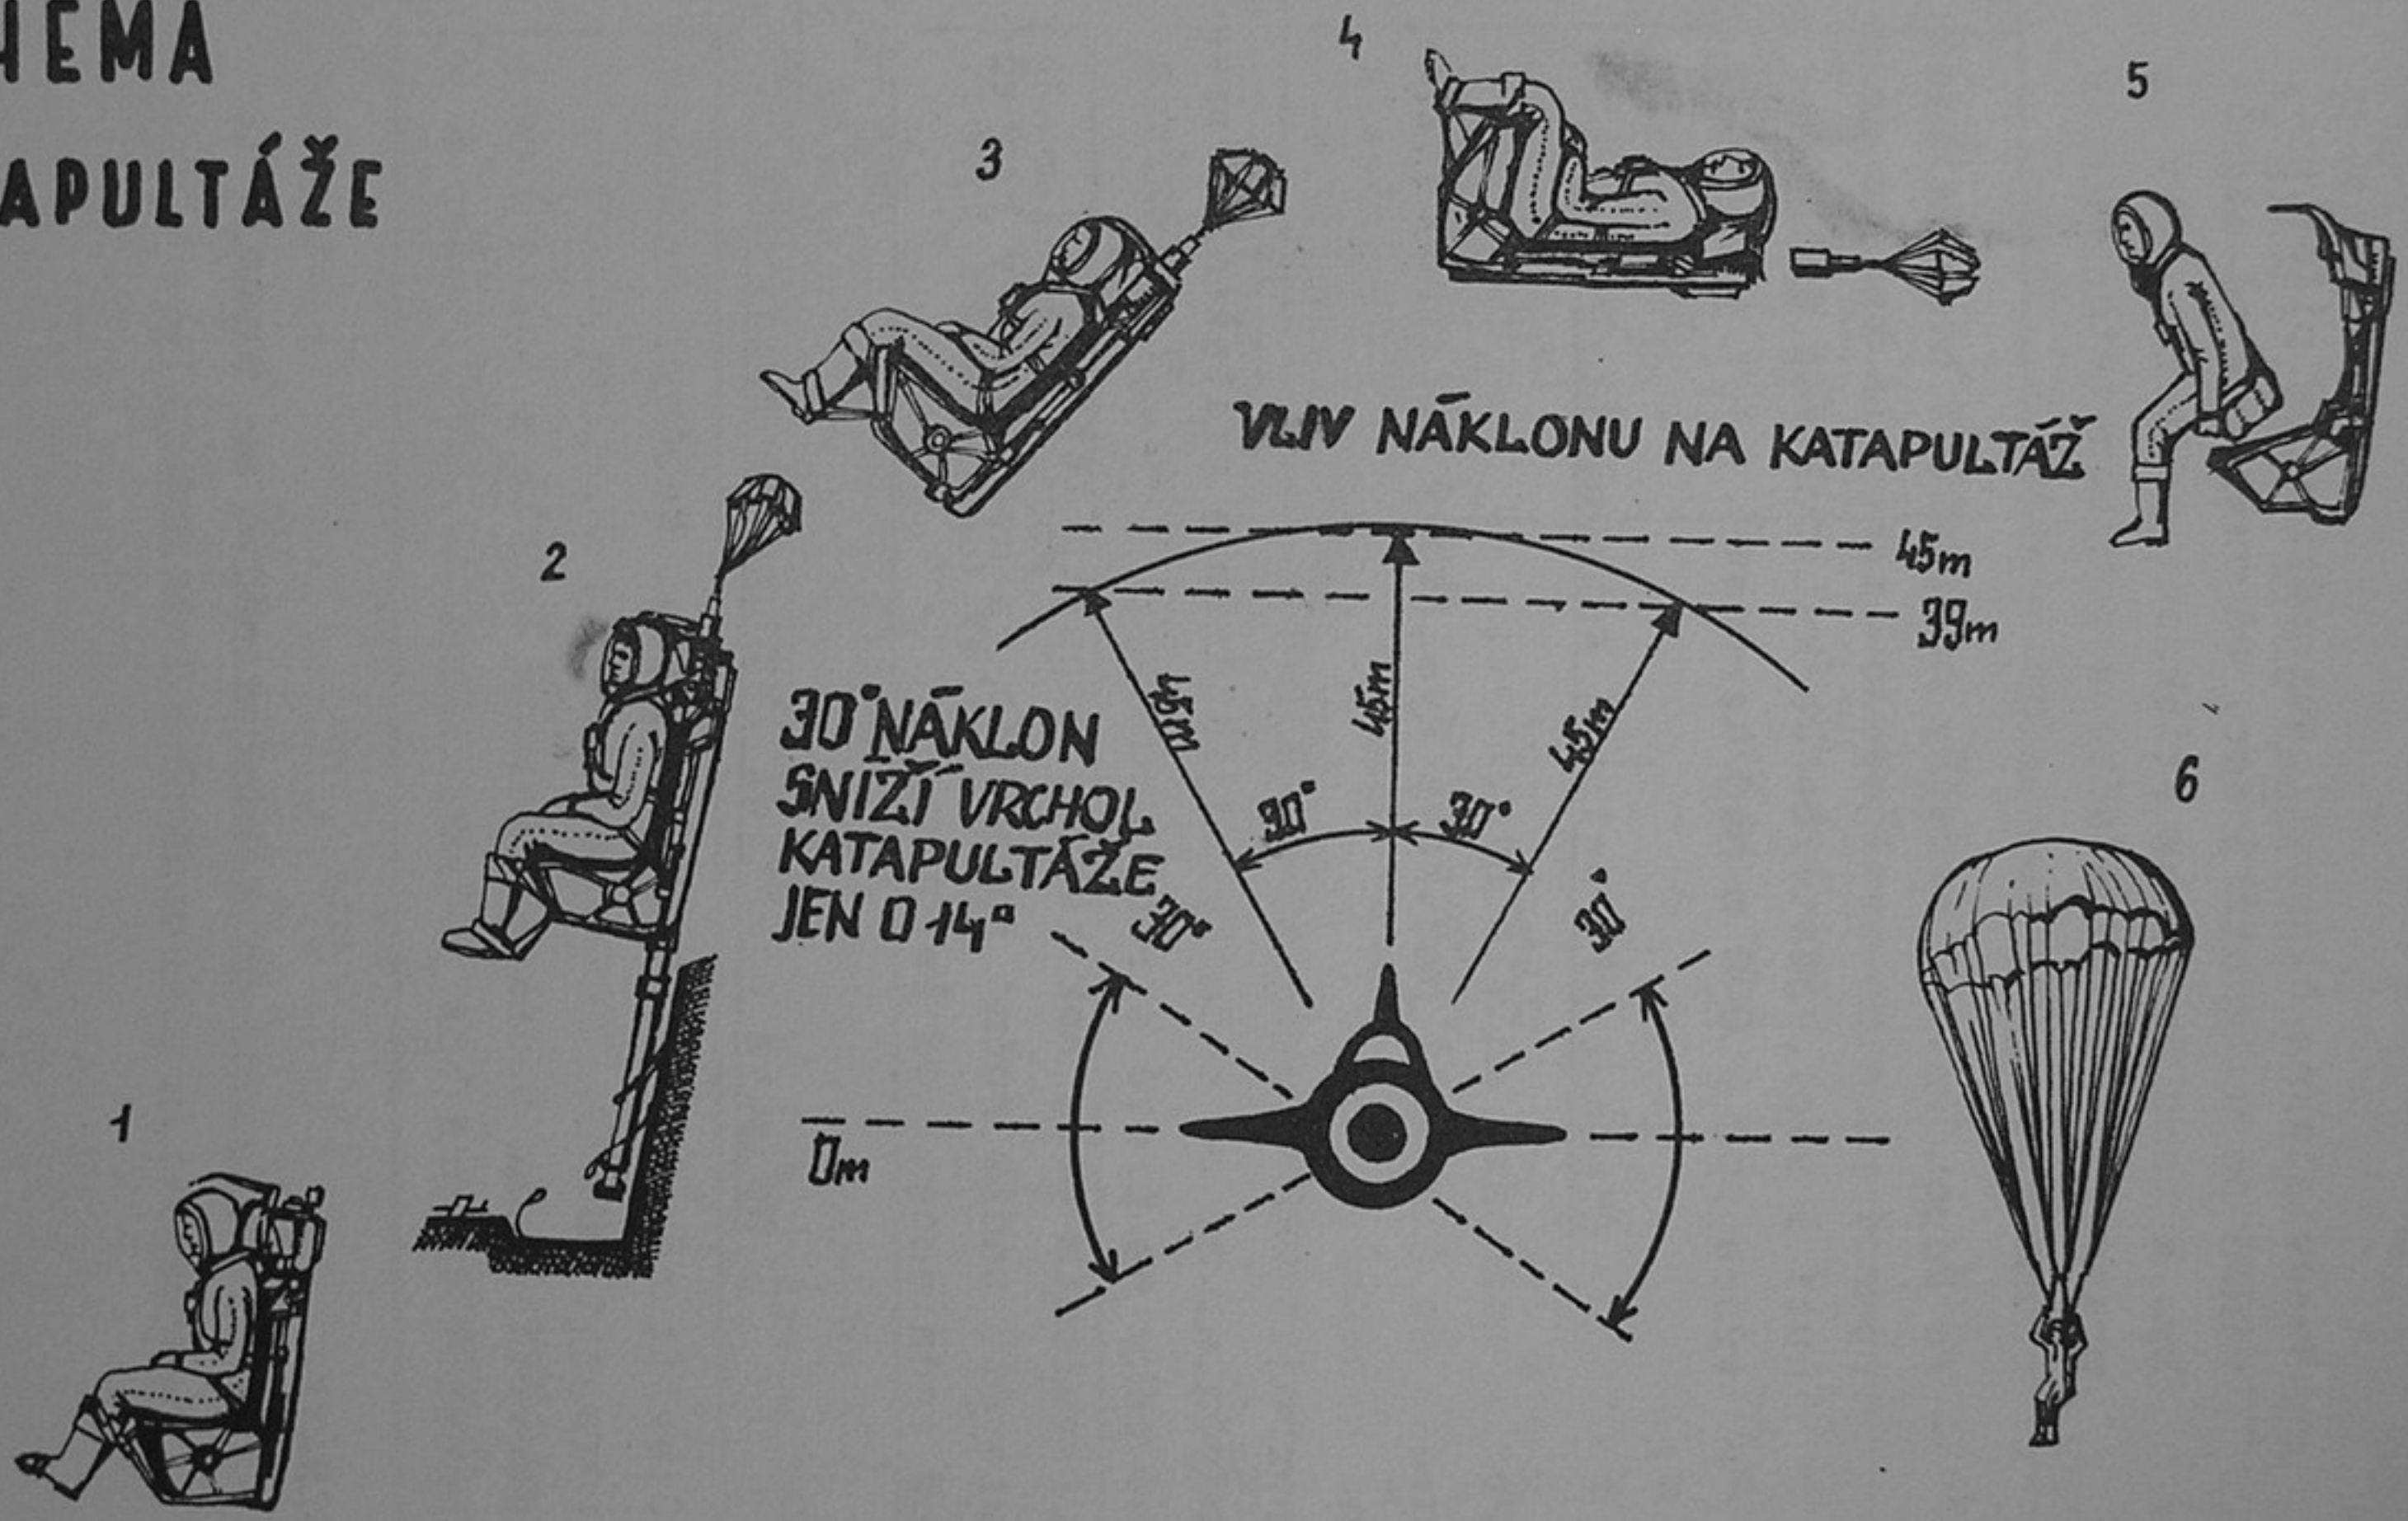 HEMA
APULTÁŽE
1
2
3
4
5
6
VLIV NÁKLONU NA KATAPULTÁŽ
45m
39m
45m
45m
45m
30°
30°
30° NÁKLON
SNÍŽÍ VRCHOL
KATAPULTÁŽE
JEN O 14°
30°
30°
0m